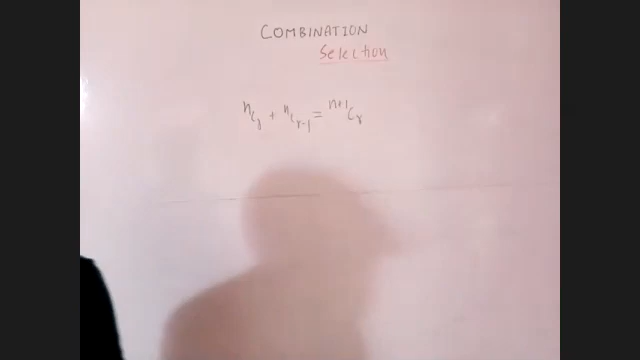 COMBINATION
Selection
ⁿCᵣ + ⁿCᵣ₋₁ = ⁿ⁺¹Cᵣ